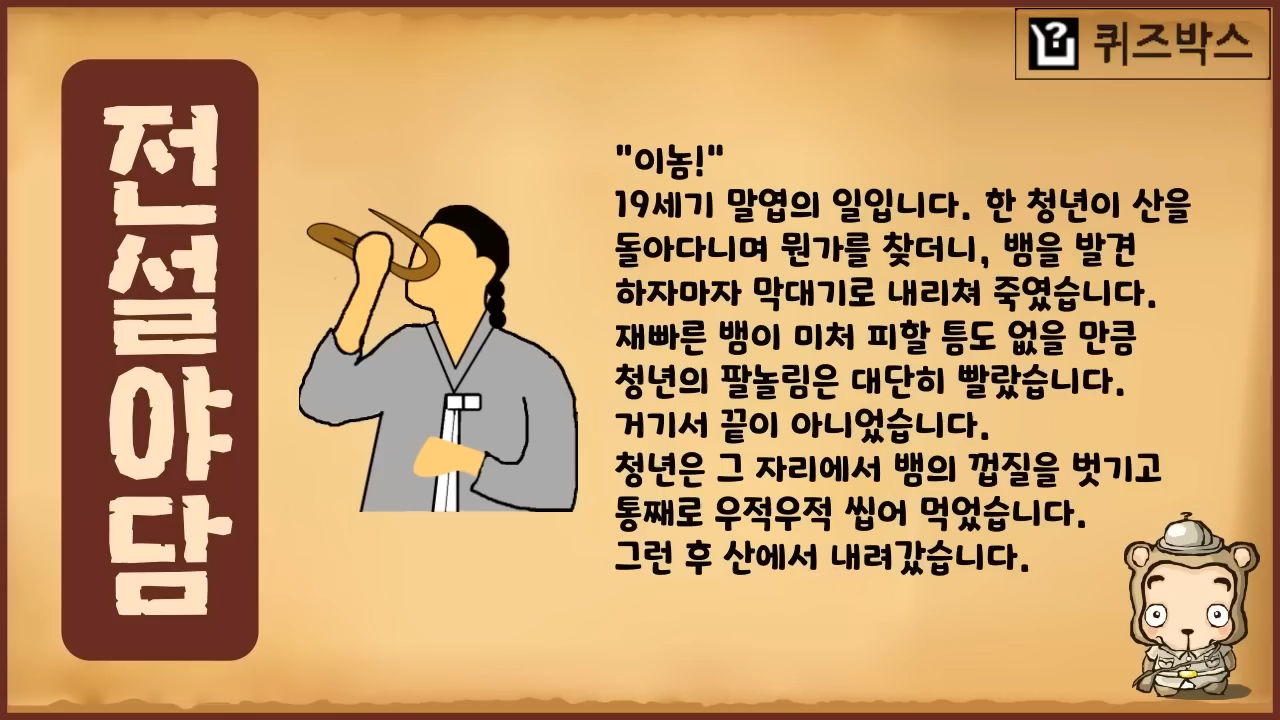 퀴즈박스
전설야담
"이놈!"
19세기 말엽의 일입니다. 한 청년이 산을
돌아다니며 뭔가를 찾더니, 뱀을 발견
하자마자 막대기로 내리쳐 죽였습니다.
재빠른 뱀이 미처 피할 틈도 없을 만큼
청년의 팔놀림은 대단히 빨랐습니다.
거기서 끝이 아니었습니다.
청년은 그 자리에서 뱀의 껍질을 벗기고
통째로 우적우적 씹어 먹었습니다.
그런 후 산에서 내려갔습니다.